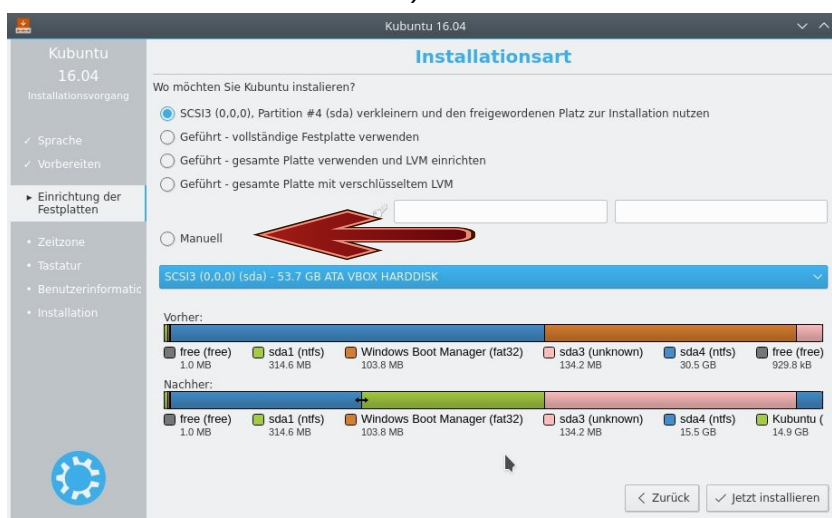 Kubuntu 16.04
Kubuntu
16.04
Installationsvorgang
✓ Sprache
✓ Vorbereiten
▸ Einrichtung der
Festplatten
• Zeitzone
• Tastatur
• Benutzerinformatic
• Installation
Installationsart
Wo möchten Sie Kubuntu instalieren?
SCSI3 (0,0,0), Partition #4 (sda) verkleinern und den freigewordenen Platz zur Installation nutzen
Geführt - vollständige Festplatte verwenden
Geführt - gesamte Platte verwenden und LVM einrichten
Geführt - gesamte Platte mit verschlüsseltem LVM
Manuell
SCSI3 (0,0,0) (sda) - 53.7 GB ATA VBOX HARDDISK
Vorher:
free (free) sda1 (ntfs) Windows Boot Manager (fat32) sda3 (unknown) sda4 (ntfs) free (free)
1.0 MB 314.6 MB 103.8 MB 134.2 MB 30.5 GB 929.8 kB
Nachher:
free (free) sda1 (ntfs) Windows Boot Manager (fat32) sda3 (unknown) sda4 (ntfs) Kubuntu (
1.0 MB 314.6 MB 103.8 MB 134.2 MB 15.5 GB 14.9 GB
Zurück Jetzt installieren